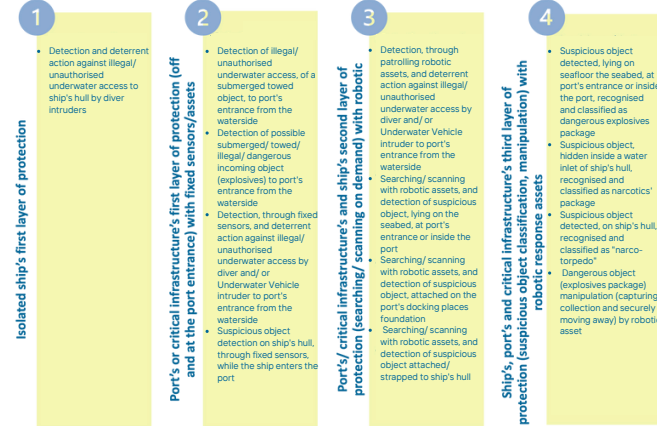 1
Isolated ship's first layer of protection
• Detection and deterrent
action against illegal/
unauthorised
underwater access to
ship's hull by diver
intruders
2
Port's or critical infrastructure's first layer of protection (off
and at the port entrance) with fixed sensors/assets
• Detection of illegal/
unauthorised
underwater access, of a
submerged towed
object, to port's
entrance from the
waterside
• Detection of possible
submerged/ towed/
illegal/ dangerous
incoming object
(explosives) to port's
entrance from the
waterside
• Detection, through fixed
sensors, and deterrent
action against illegal/
unauthorised
underwater access by
diver and/ or
Underwater Vehicle
intruder to port's
entrance from the
waterside
• Suspicious object
detection on ship's hull,
through fixed sensors,
while the ship enters the
port
3
Port's/ critical infrastructure's and ship's second layer of
protection (searching/ scanning on demand) with robotic
• Detection, through
patrolling robotic
assets, and deterrent
action against illegal/
unauthorised
underwater access by
diver and/ or
Underwater Vehicle
intruder to port's
entrance from the
waterside
• Searching/ scanning
with robotic assets, and
detection of suspicious
object, lying on the
seabed, at port's
entrance or inside the
port
• Searching/ scanning
with robotic assets, and
detection of suspicious
object, attached on the
port's docking places
foundation
• Searching/ scanning
with robotic assets, and
detection of suspicious
object attached/
strapped to ship's hull
4
Ship's, port's and critical infrastructure's third layer of
protection (suspicious object classification, manipulation) with
robotic response assets
• Suspicious object
detected, lying on
seafloor the seabed, at
port's entrance or inside
the port, recognised
and classified as
dangerous explosives
package
• Suspicious object,
hidden inside a water
inlet of ship's hull,
recognised and
classified as narcotics'
package
• Suspicious object
detected, on ship's hull,
recognised and
classified as "narco-
torpedo"
• Dangerous object
(explosives package)
manipulation (capturing
collection and securely
moving away) by robotic
asset